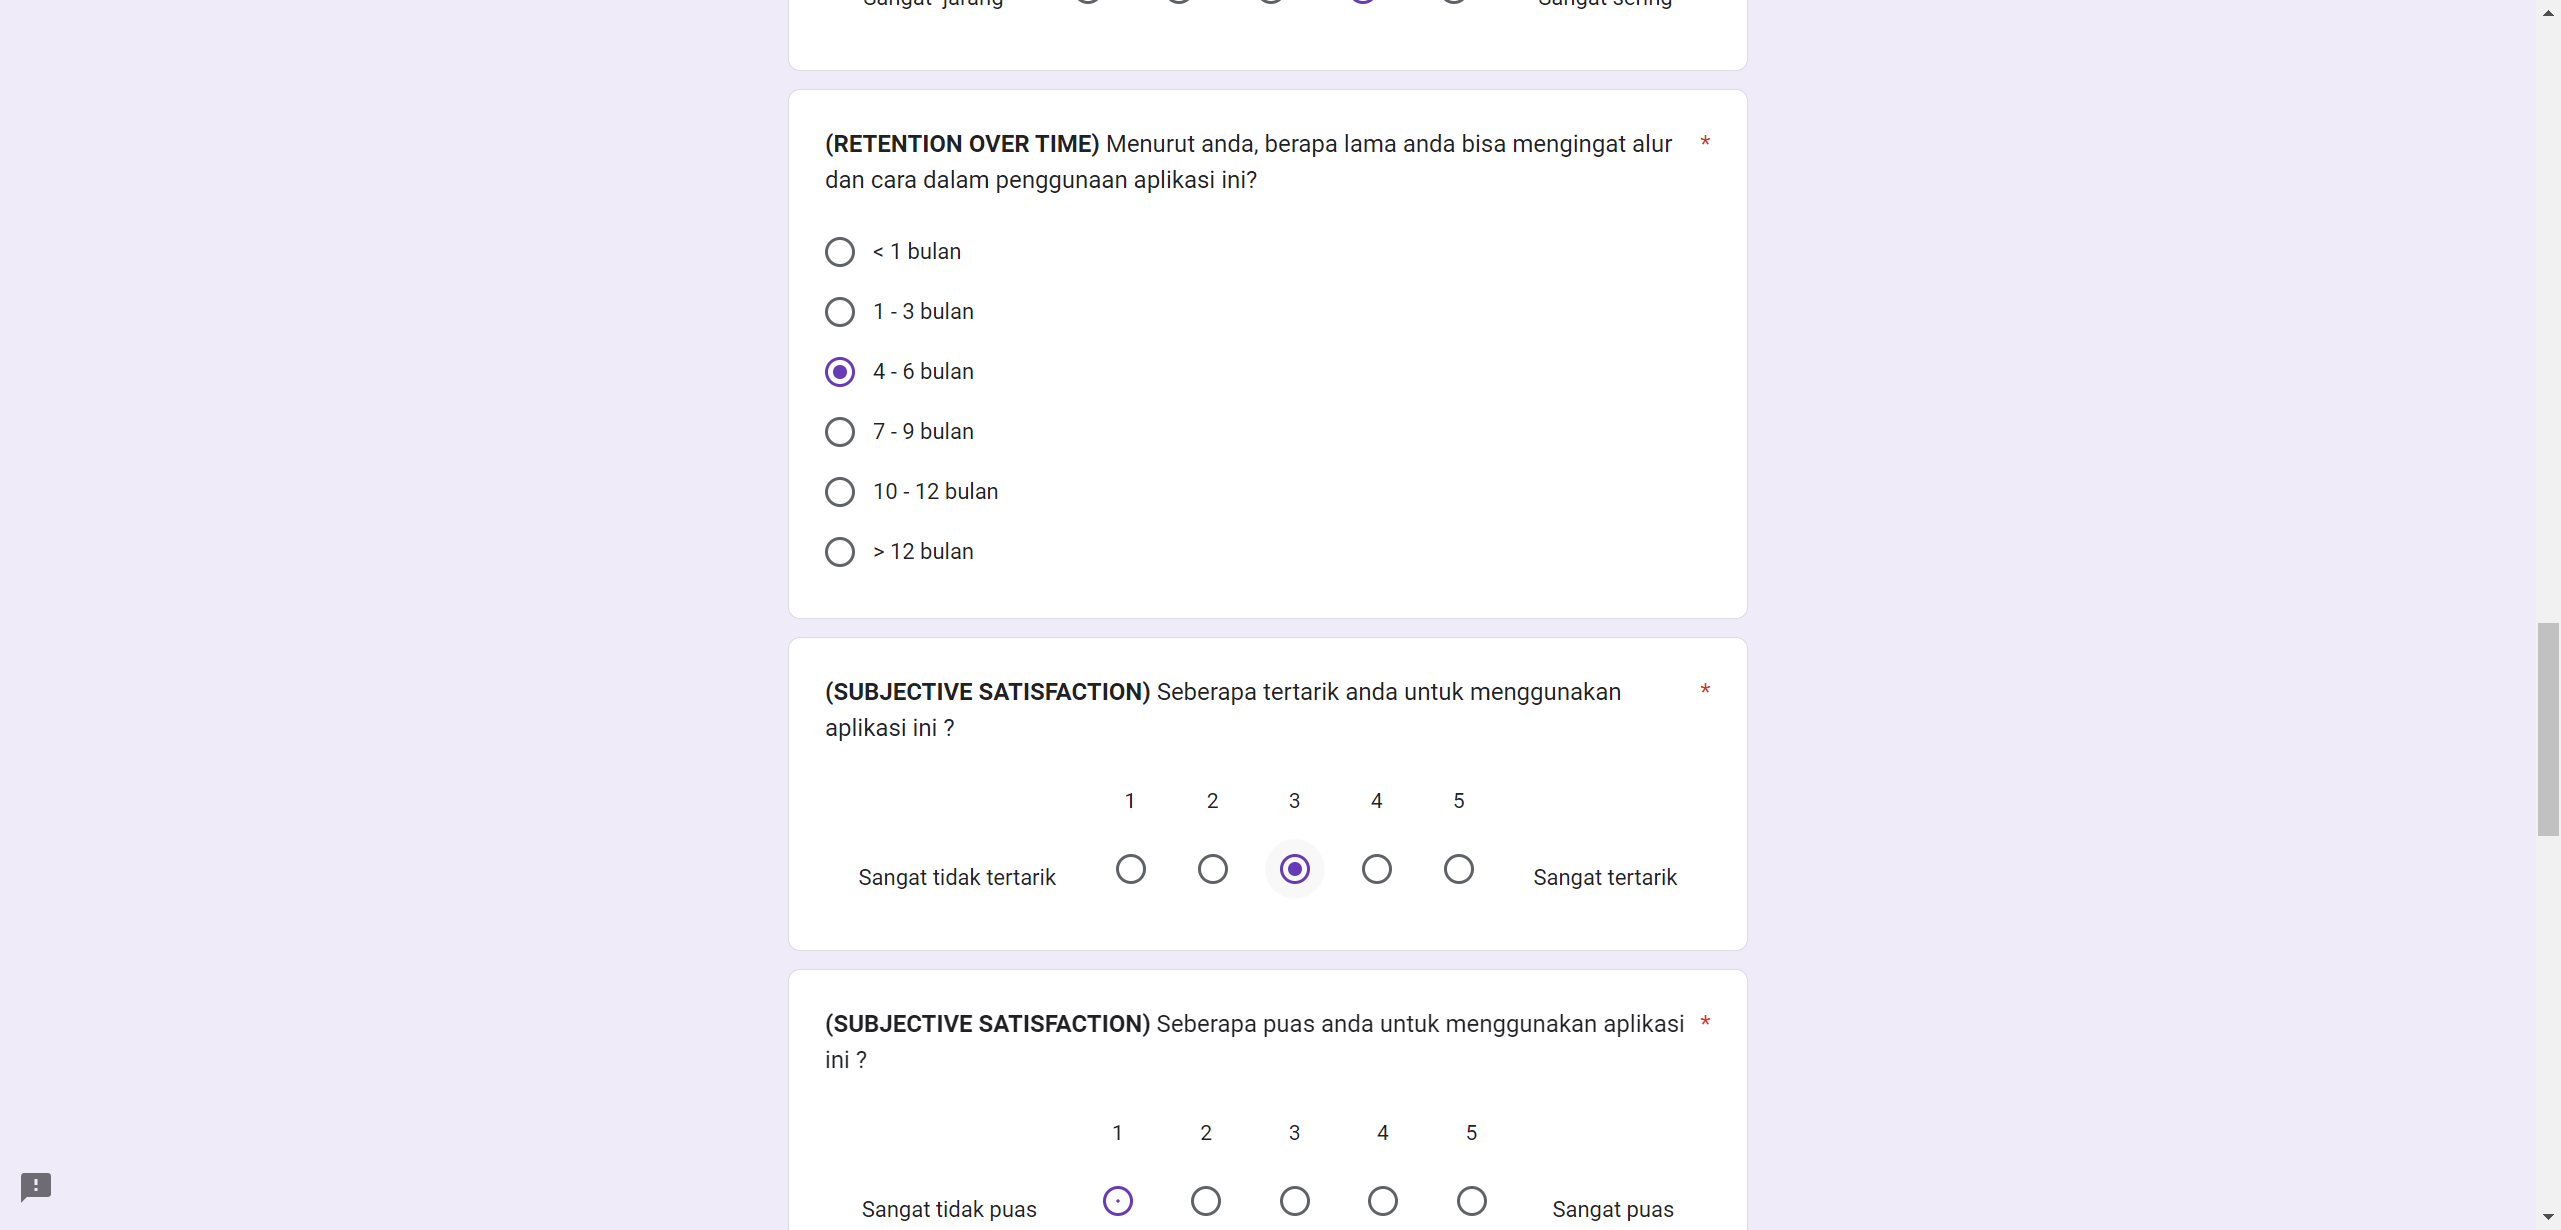 Sangat jarang Sangat sering
(RETENTION OVER TIME) Menurut anda, berapa lama anda bisa mengingat alur *
dan cara dalam penggunaan aplikasi ini?
< 1 bulan
1 - 3 bulan
4 - 6 bulan
7 - 9 bulan
10 - 12 bulan
> 12 bulan
(SUBJECTIVE SATISFACTION) Seberapa tertarik anda untuk menggunakan *
aplikasi ini ?
1 2 3 4 5
Sangat tidak tertarik Sangat tertarik
(SUBJECTIVE SATISFACTION) Seberapa puas anda untuk menggunakan aplikasi *
ini ?
1 2 3 4 5
Sangat tidak puas Sangat puas